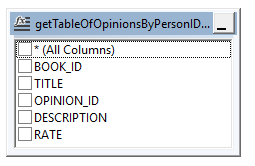 getTableOfOpinionsByPersonID...
* (All Columns)
BOOK_ID
TITLE
OPINION_ID
DESCRIPTION
RATE